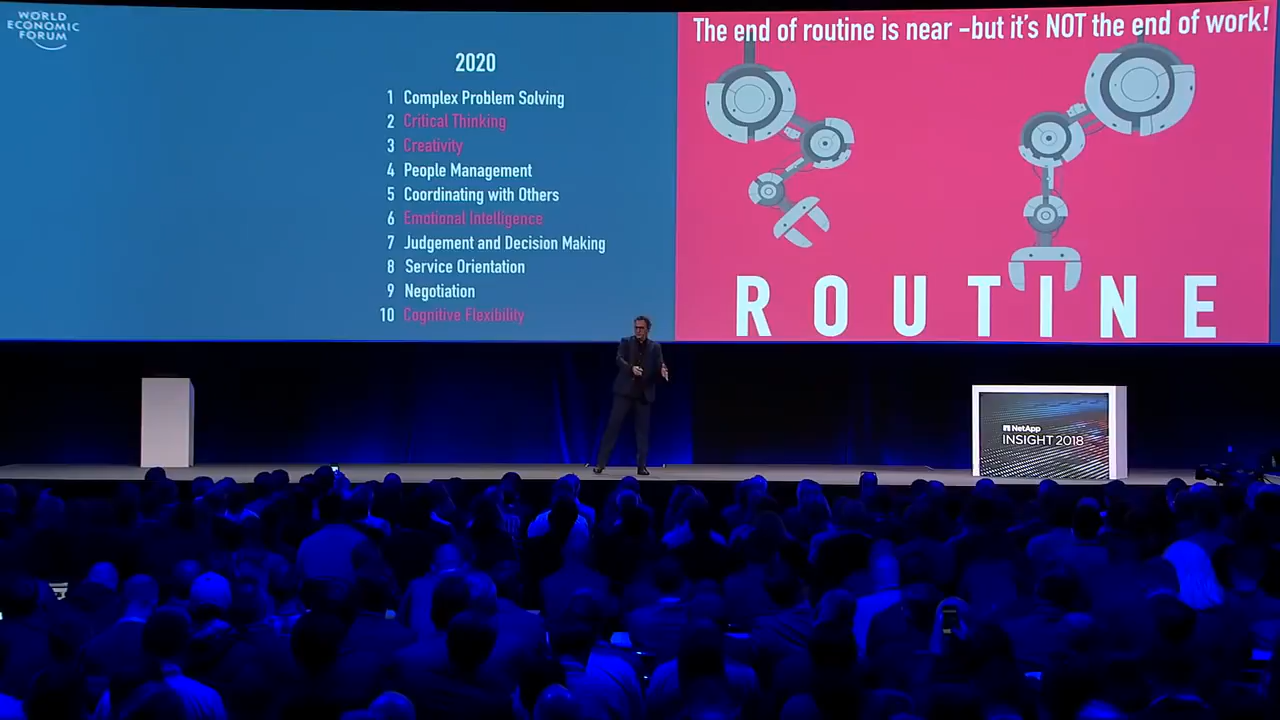 WORLD
ECONOMIC
FORUM
2020
1 Complex Problem Solving
2 Critical Thinking
3 Creativity
4 People Management
5 Coordinating with Others
6 Emotional Intelligence
7 Judgement and Decision Making
8 Service Orientation
9 Negotiation
10 Cognitive Flexibility
The end of routine is near -but it's NOT the end of work!
ROUTINE
NetApp
INSIGHT 2018